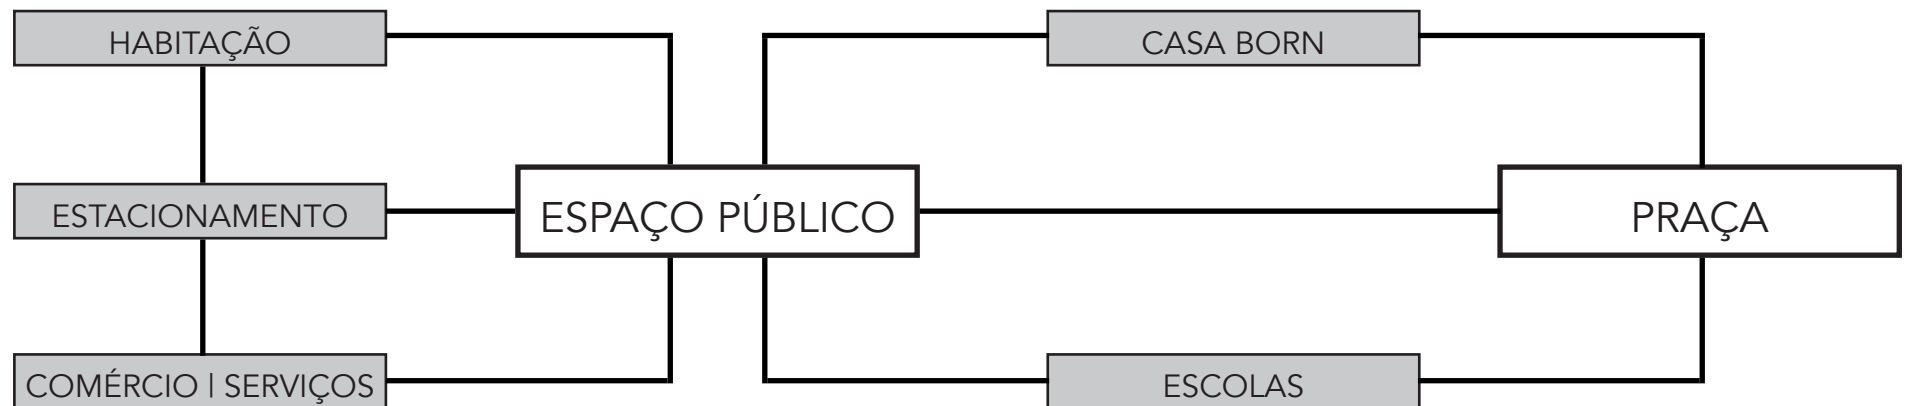 HABITAÇÃO
CASA BORN
ESTACIONAMENTO
ESPAÇO PÚBLICO
PRAÇA
COMÉRCIO | SERVIÇOS
ESCOLAS